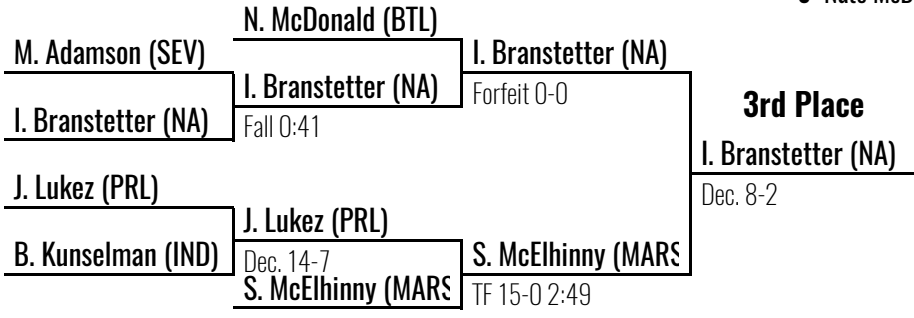 N. McDonald (BTL)
M. Adamson (SEV)
I. Branstetter (NA)
I. Branstetter (NA)
Forfeit 0-0
I. Branstetter (NA)
Fall 0:41
3rd Place
I. Branstetter (NA)
Dec. 8-2
J. Lukez (PRL)
J. Lukez (PRL)
B. Kunselman (IND)
Dec. 14-7
S. McElhinny (MARS
S. McElhinny (MARS
TF 15-0 2:49